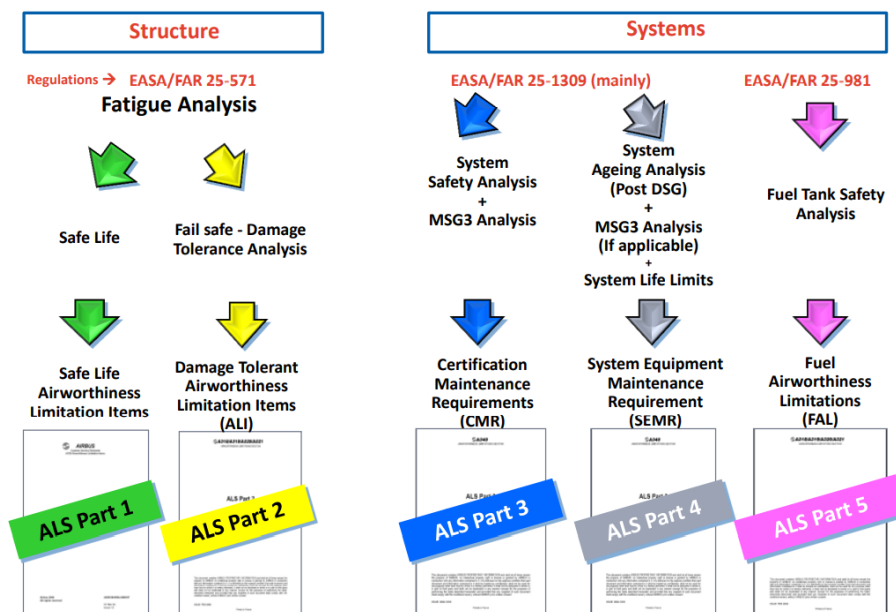 Structure
Systems
Regulations → EASA/FAR 25-571
EASA/FAR 25-1309 (mainly)
EASA/FAR 25-981
Fatigue Analysis
Safe Life
Fail safe - Damage
Tolerance Analysis
System
Safety Analysis
+
MSG3 Analysis
System
Ageing Analysis
(Post DSG)
+
MSG3 Analysis
(If applicable)
+
System Life Limits
Fuel Tank Safety
Analysis
Safe Life
Airworthiness
Limitation Items
Damage Tolerant
Airworthiness
Limitation Items
(ALI)
Certification
Maintenance
Requirements
(CMR)
System Equipment
Maintenance
Requirement
(SEMR)
Fuel
Airworthiness
Limitations
(FAL)
AIRBUS
ALS Part 1
ALS Part 2
ALS Part 3
ALS Part 4
ALS Part 5